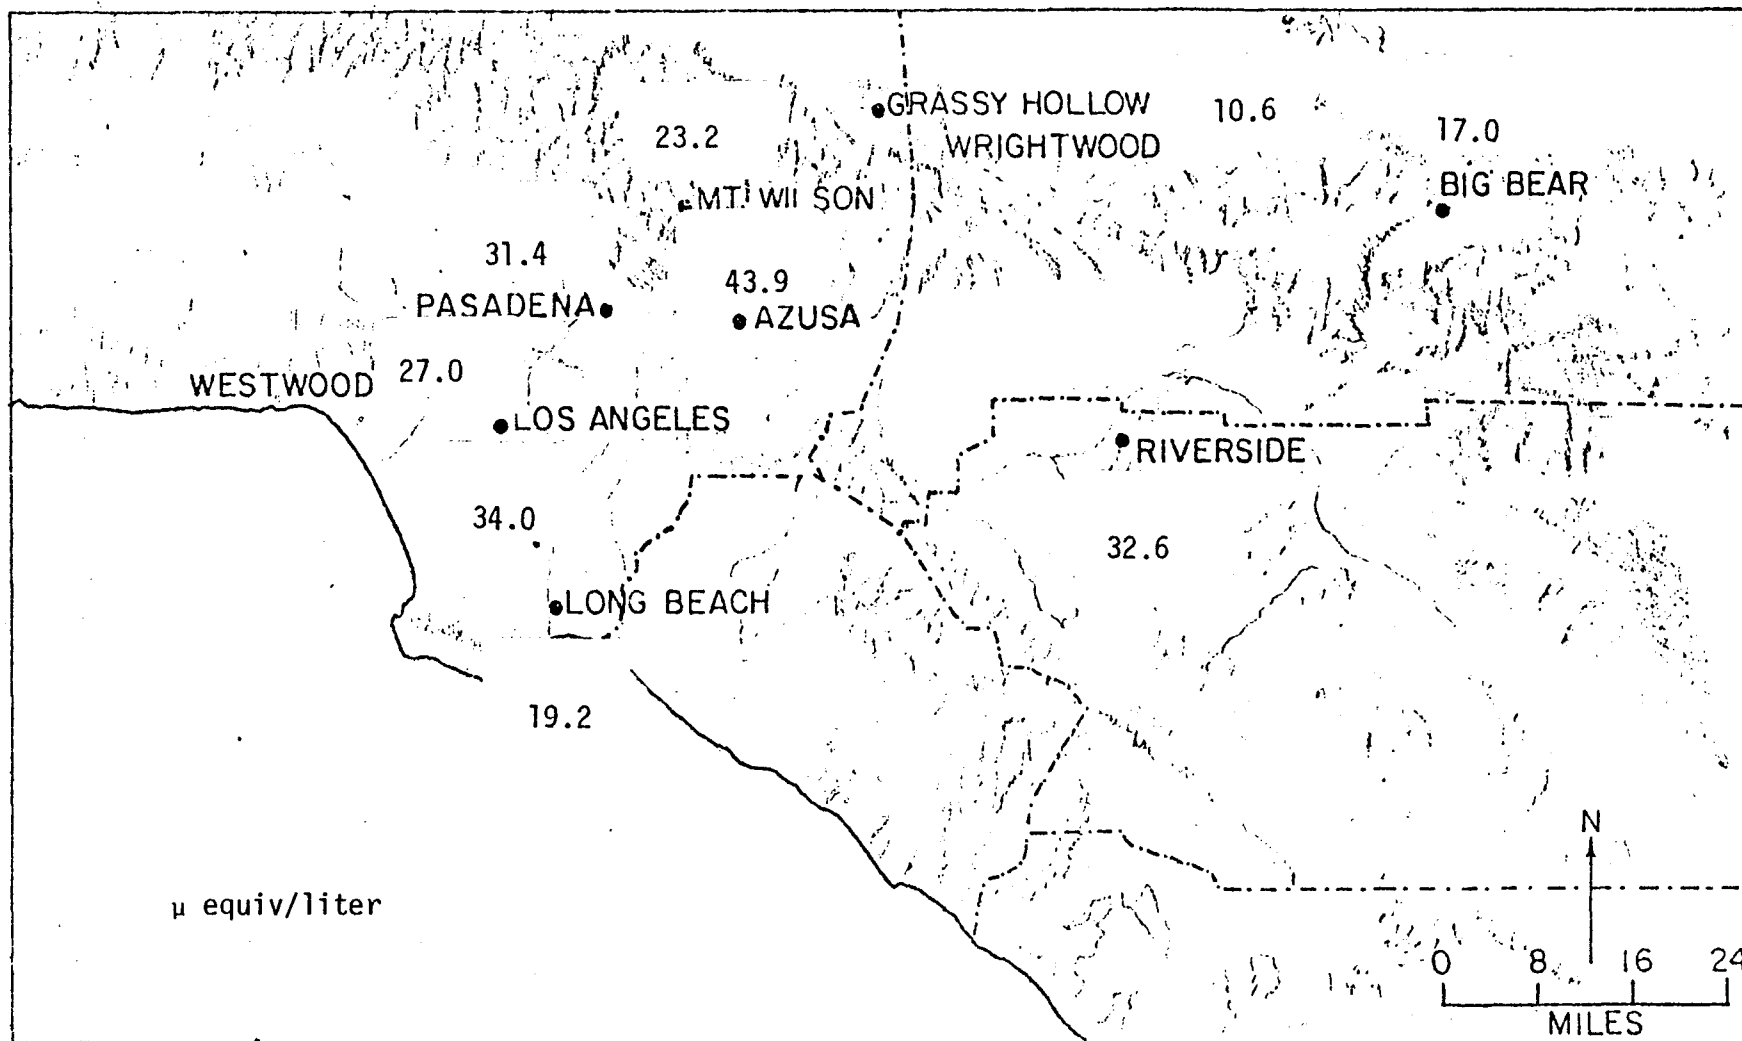 GRASSY HOLLOW
WRIGHTWOOD
10.6
17.0
BIG BEAR
23.2
MT. WILSON
31.4
PASADENA
43.9
AZUSA
WESTWOOD
27.0
LOS ANGELES
RIVERSIDE
34.0
32.6
LONG BEACH
19.2
N
μ equiv/liter
0 8 16 24
MILES